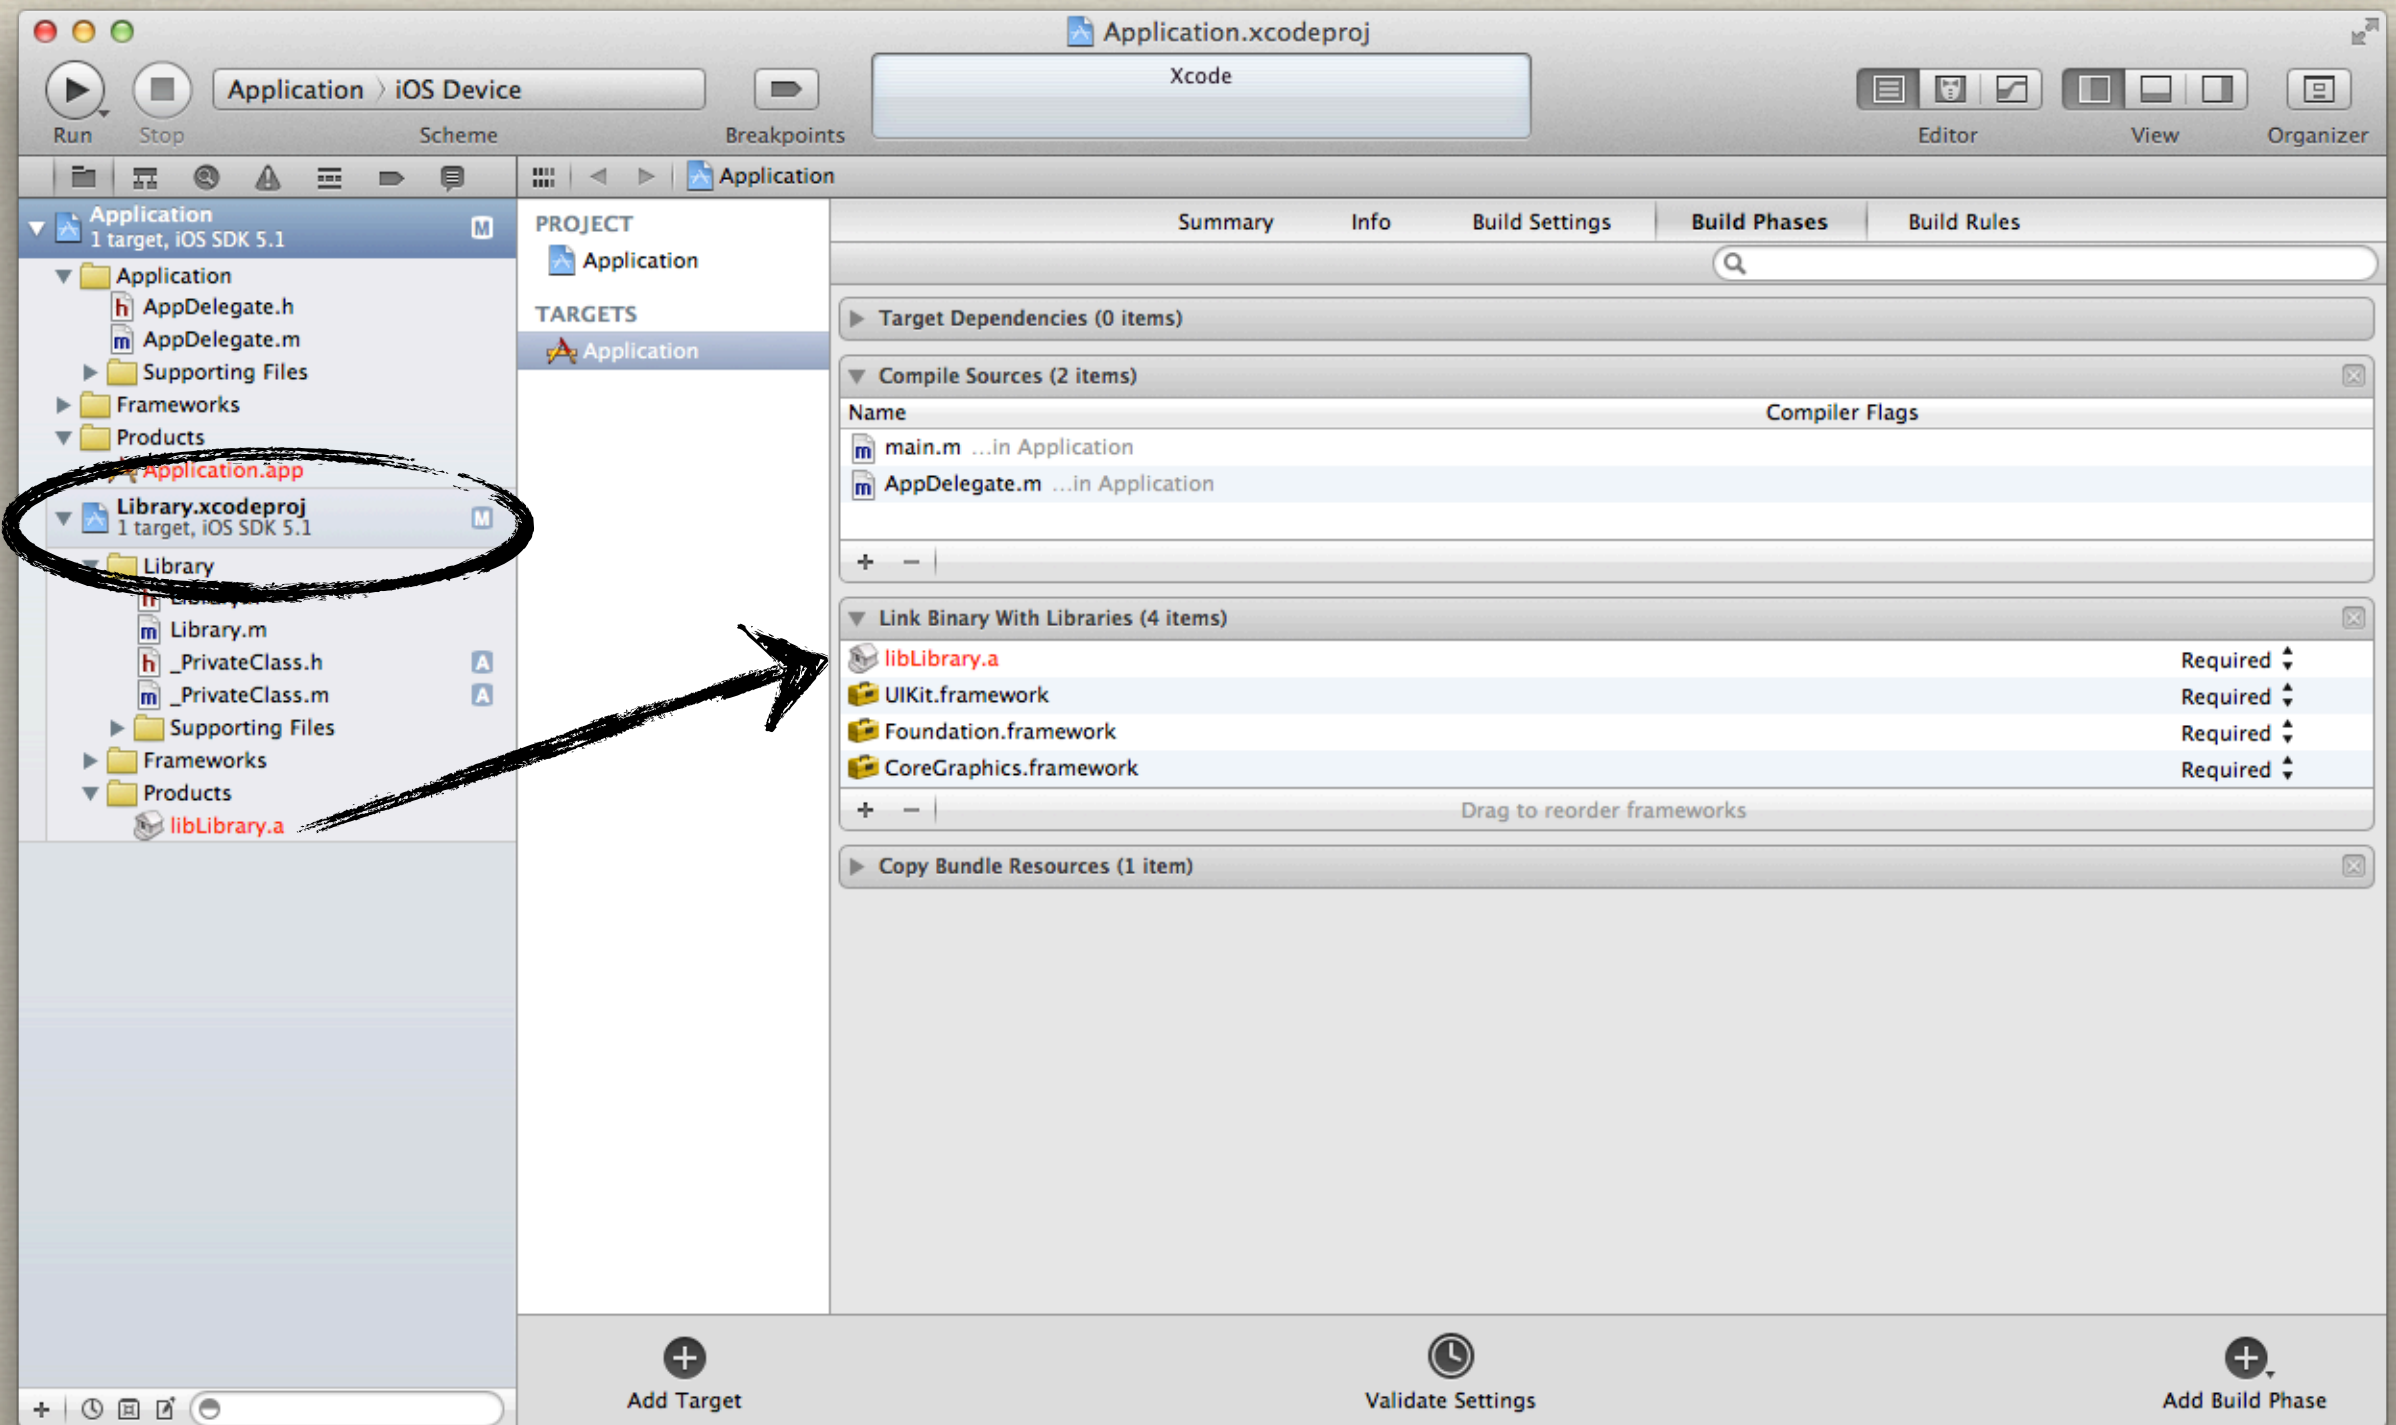 Application.xcodeproj
Xcode
Application
iOS Device
Run
Stop
Scheme
Breakpoints
Editor
View
Organizer
Application
Application
1 target, iOS SDK 5.1
M
Application
AppDelegate.h
AppDelegate.m
Supporting Files
Frameworks
Products
Application.app
Library.xcodeproj
1 target, iOS SDK 5.1
M
Library
Library.m
_PrivateClass.h
A
_PrivateClass.m
A
Supporting Files
Frameworks
Products
libLibrary.a
PROJECT
Application
TARGETS
Application
Summary
Info
Build Settings
Build Phases
Build Rules
Target Dependencies (0 items)
Compile Sources (2 items)
Name
Compiler Flags
main.m ...in Application
AppDelegate.m ...in Application
Link Binary With Libraries (4 items)
libLibrary.a
Required
UIKit.framework
Required
Foundation.framework
Required
CoreGraphics.framework
Required
Drag to reorder frameworks
Copy Bundle Resources (1 item)
Add Target
Validate Settings
Add Build Phase